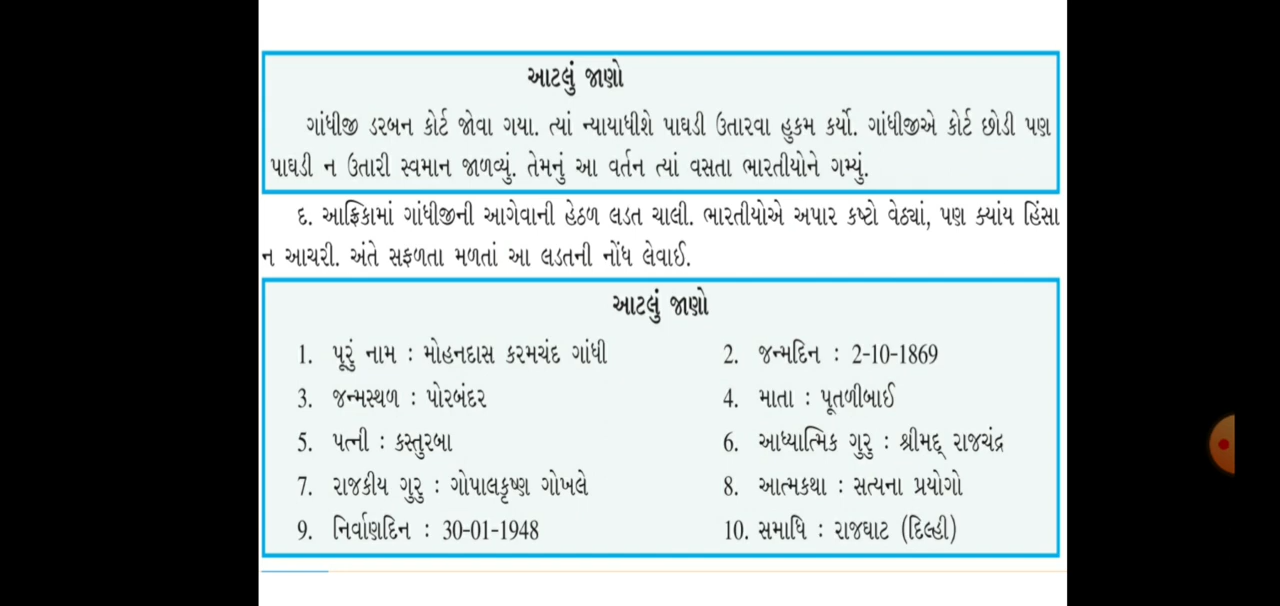 આટલું જાણો
ગાંધીજી ડરબન કોર્ટ જોવા ગયા. ત્યાં ન્યાયાધીશે પાઘડી ઉતારવા હુકમ કર્યો. ગાંધીજીએ કોર્ટ છોડી પણ
પાઘડી ન ઉતારી સ્વમાન જાળવ્યું. તેમનું આ વર્તન ત્યાં વસતા ભારતીયોને ગમ્યું.
દ. આફ્રિકામાં ગાંધીજીની આગેવાની હેઠળ લડત ચાલી. ભારતીયોએ અપાર કષ્ટો વેઠ્યાં, પણ ક્યાંય હિંસા
ન આચરી. અંતે સફળતા મળતાં આ લડતની નોંધ લેવાઈ.
આટલું જાણો
1. પૂરું નામ : મોહનદાસ કરમચંદ ગાંધી 2. જન્મદિન : 2-10-1869
3. જન્મસ્થળ : પોરબંદર 4. માતા : પૂતળીબાઈ
5. પત્ની : કસ્તુરબા 6. આધ્યાત્મિક ગુરુ : શ્રીમદ્ રાજચંદ્ર
7. રાજકીય ગુરુ : ગોપાલકૃષ્ણ ગોખલે 8. આત્મકથા : સત્યના પ્રયોગો
9. નિર્વાણદિન : 30-01-1948 10. સમાધિ : રાજઘાટ (દિલ્હી)